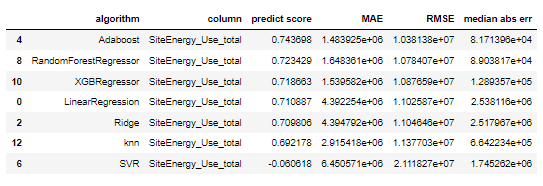 algorithm column predict score MAE RMSE median abs err
4 Adaboost SiteEnergy_Use_total 0.743698 1.483925e+06 1.038138e+07 8.171396e+04
8 RandomForestRegressor SiteEnergy_Use_total 0.723429 1.648361e+06 1.078407e+07 8.903817e+04
10 XGBRegressor SiteEnergy_Use_total 0.718663 1.539582e+06 1.087659e+07 1.289357e+05
0 LinearRegression SiteEnergy_Use_total 0.710887 4.392254e+06 1.102587e+07 2.538116e+06
2 Ridge SiteEnergy_Use_total 0.709806 4.394792e+06 1.104646e+07 2.517967e+06
12 knn SiteEnergy_Use_total 0.692178 2.915418e+06 1.137703e+07 6.642234e+05
6 SVR SiteEnergy_Use_total -0.060618 6.450571e+06 2.111827e+07 1.745262e+06